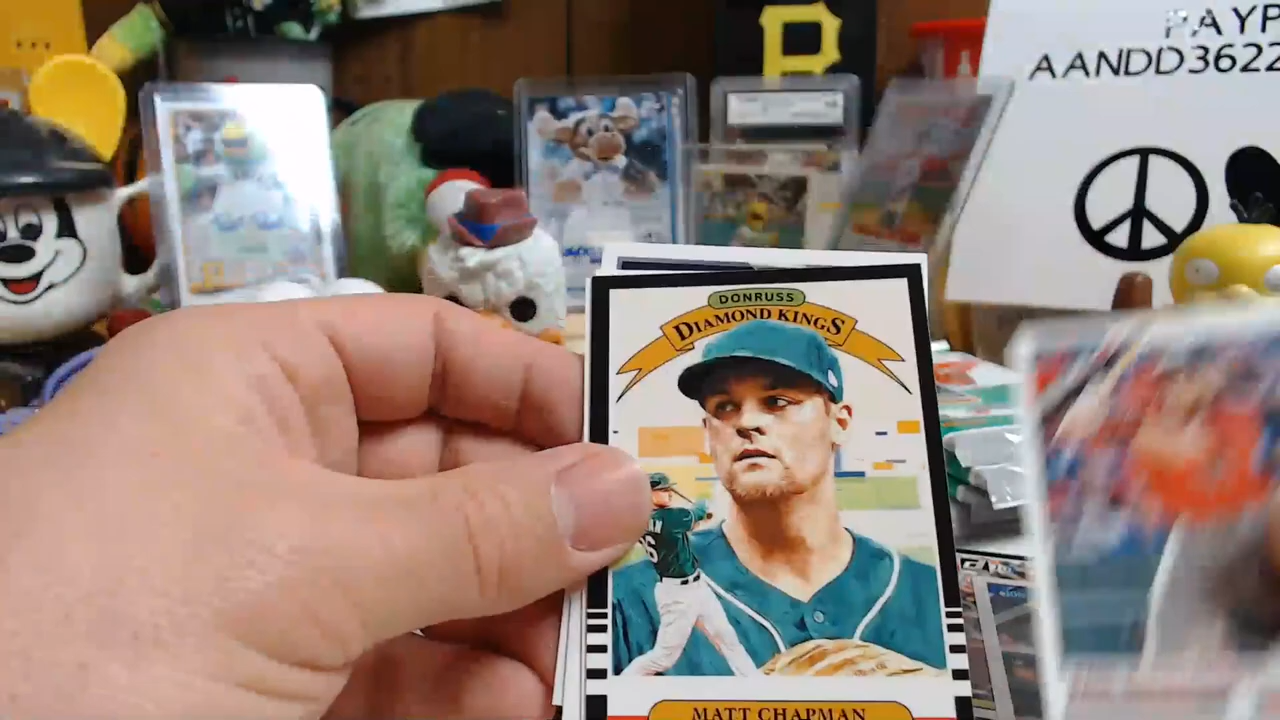 PAYP
AANDD3622
P
DONRUSS
DIAMOND KINGS
MATT CHAPMAN